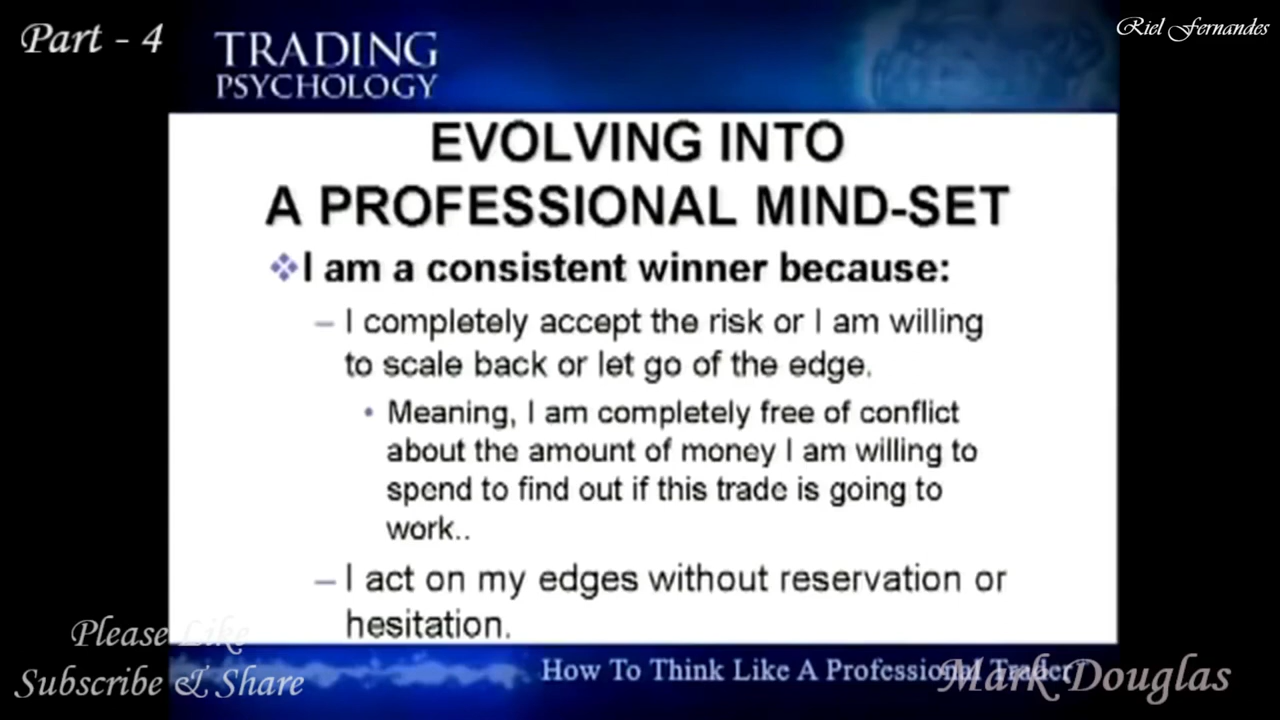 Part - 4
Riel Fernandes
TRADING
PSYCHOLOGY
EVOLVING INTO
A PROFESSIONAL MIND-SET
I am a consistent winner because:
– I completely accept the risk or I am willing
to scale back or let go of the edge.
• Meaning, I am completely free of conflict
about the amount of money I am willing to
spend to find out if this trade is going to
work..
– I act on my edges without reservation or
hesitation.
Please Like
Subscribe & Share
How To Think Like A Professional Trader
Mark Douglas